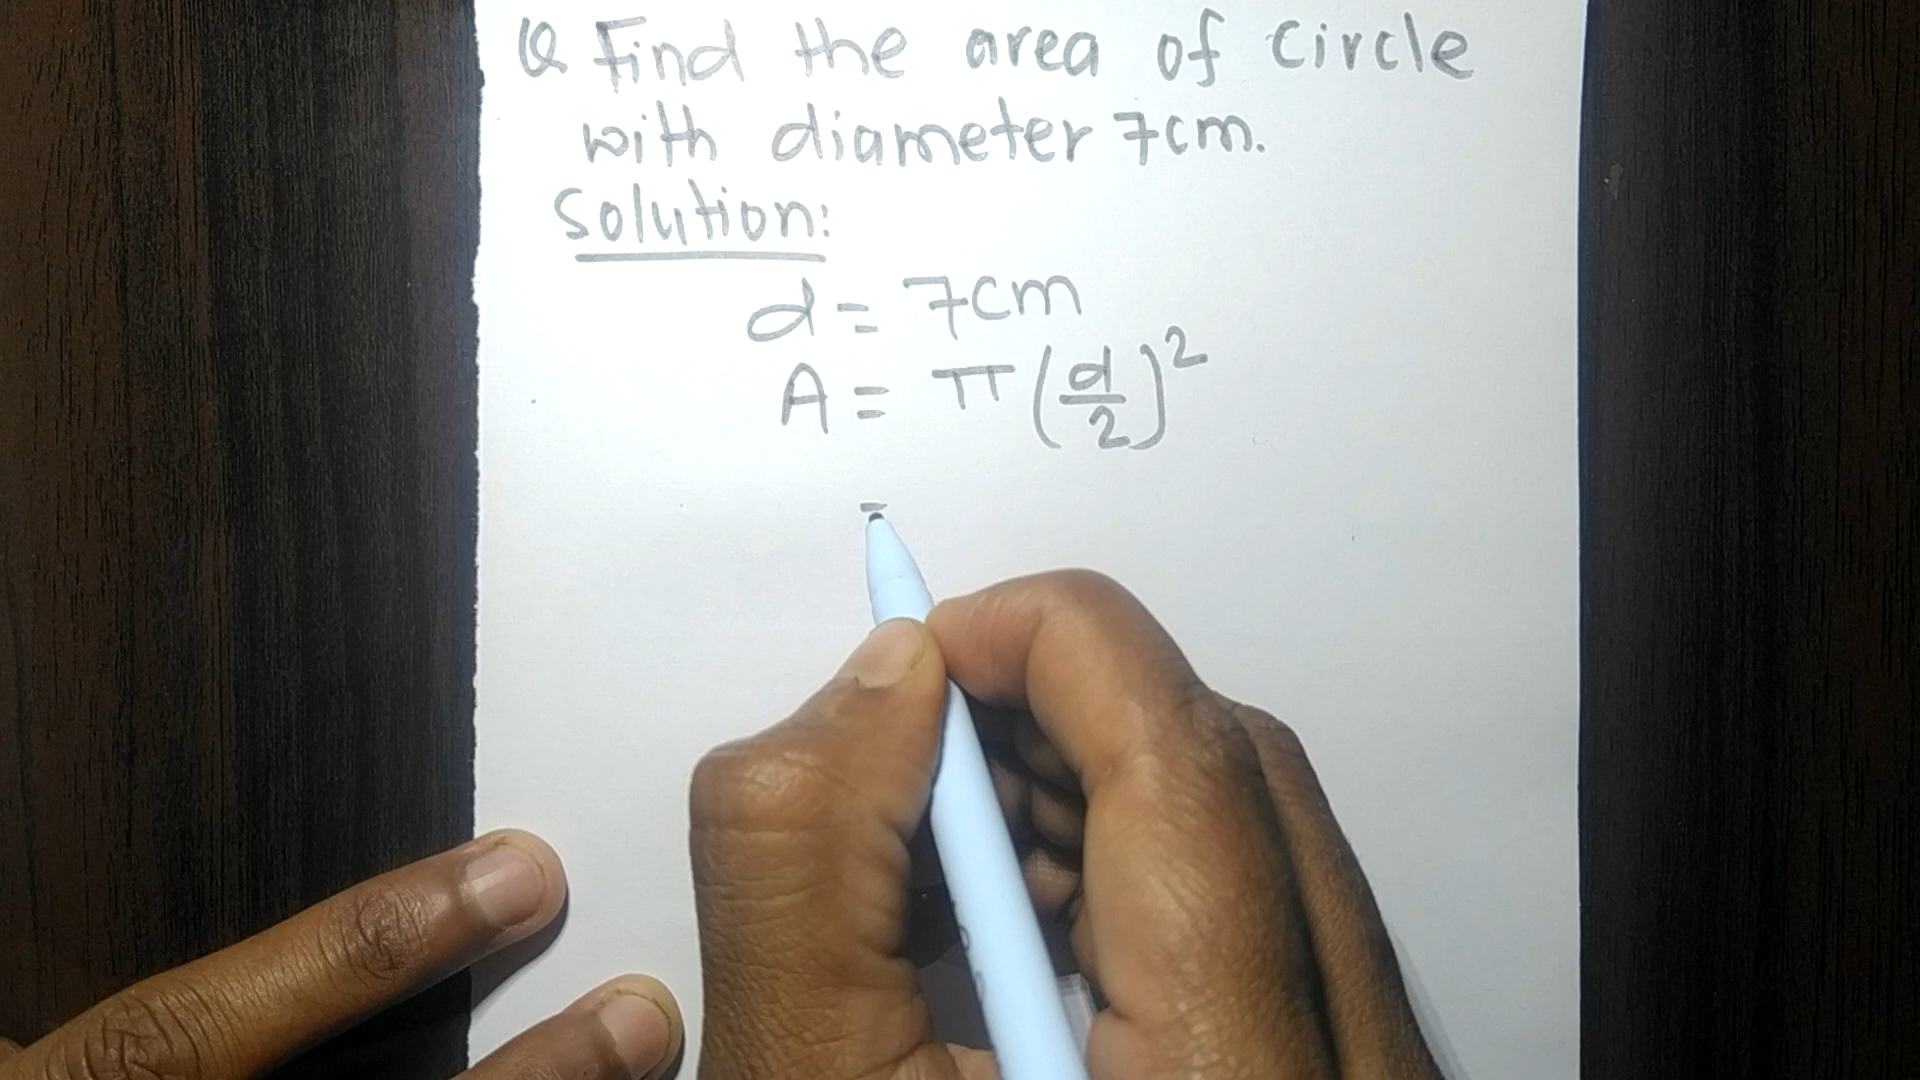 Q Find the area of circle
with diameter 7cm.
Solution:
d = 7cm
A = π(d/2)²
=